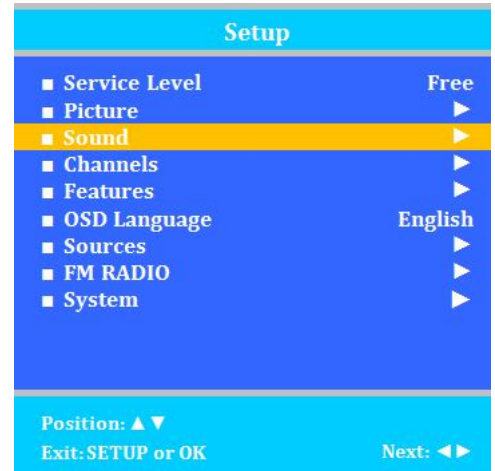 Setup
■ Service Level Free
■ Picture ▶
■ Sound ▶
■ Channels ▶
■ Features ▶
■ OSD Language English
■ Sources ▶
■ FM RADIO ▶
■ System ▶
Position: ▲ ▼
Exit: SETUP or OK Next: ◀ ▶